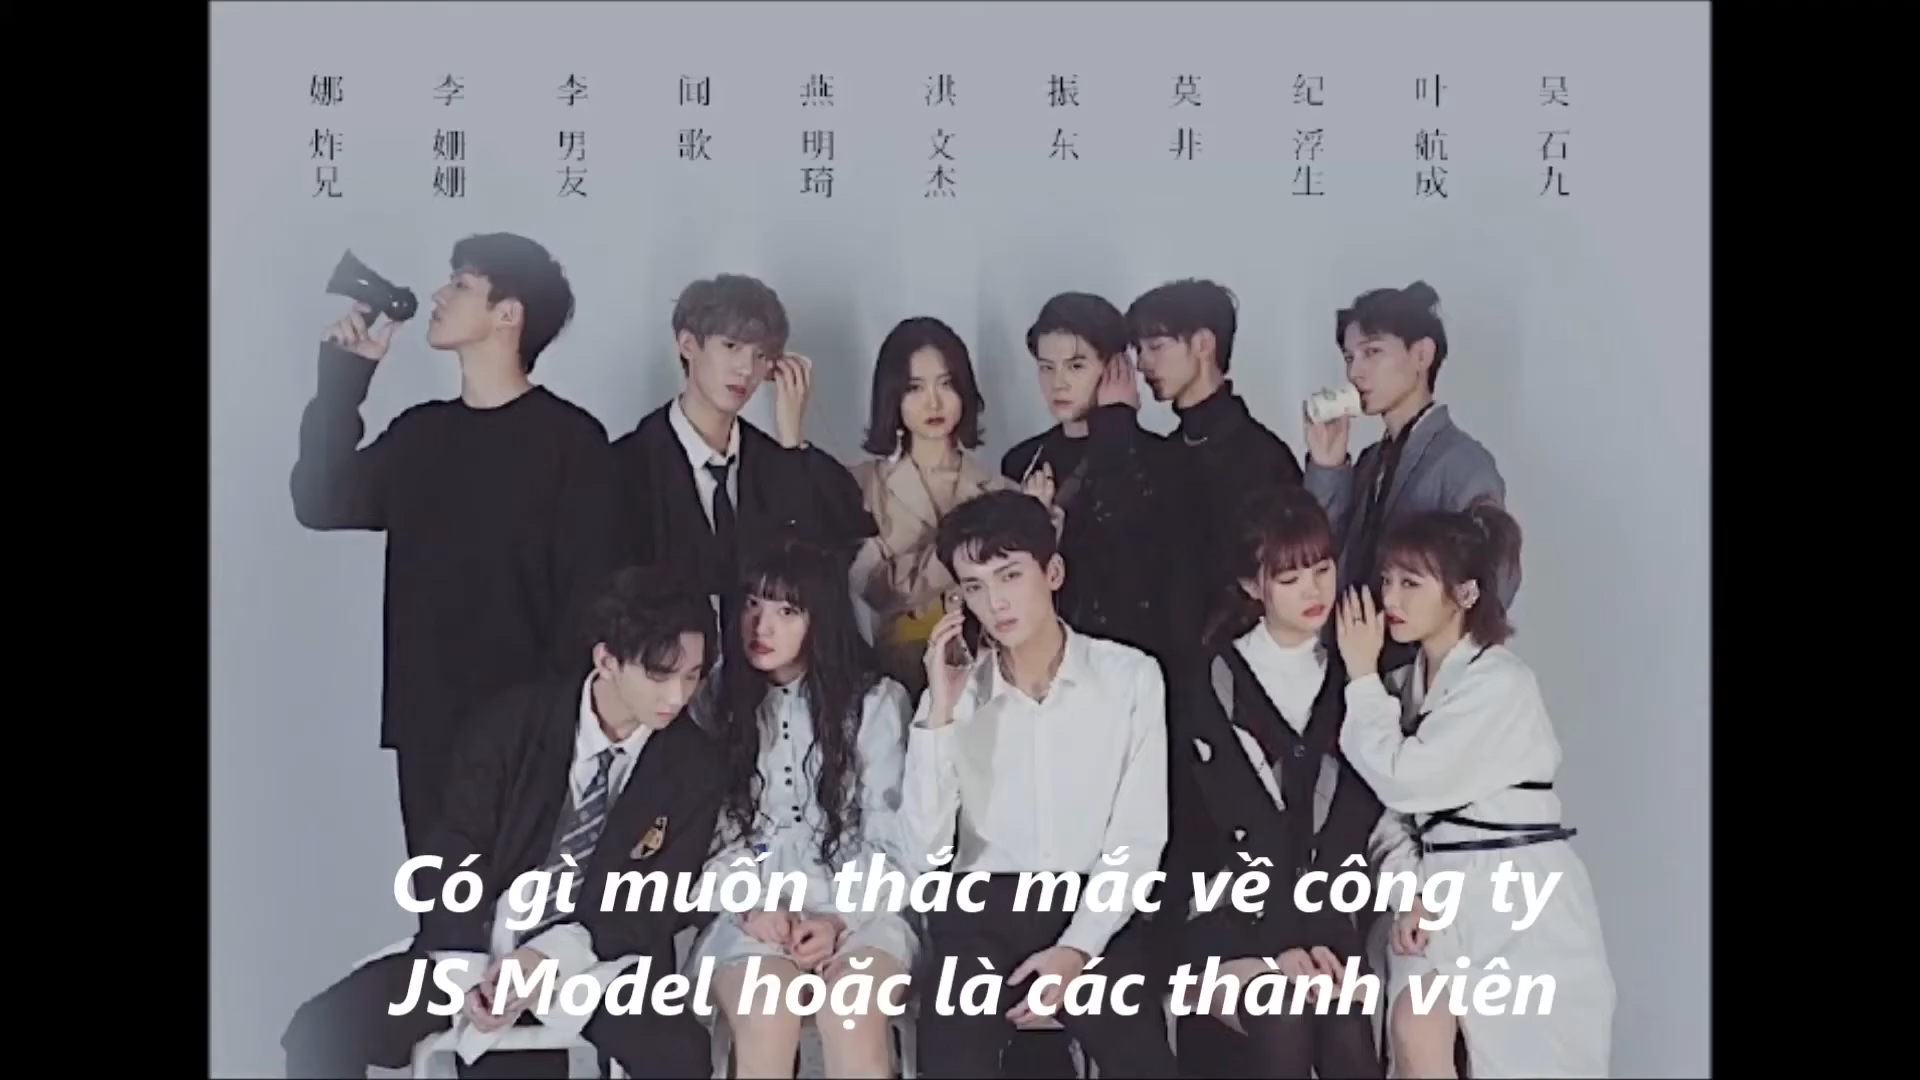 娜炸兄
李姗姗
李男友
闻歌
燕明琦
洪文杰
振东
莫非
纪浮生
叶航成
吴石九
Có gì muốn thắc mắc về công ty
JS Model hoặc là các thành viên